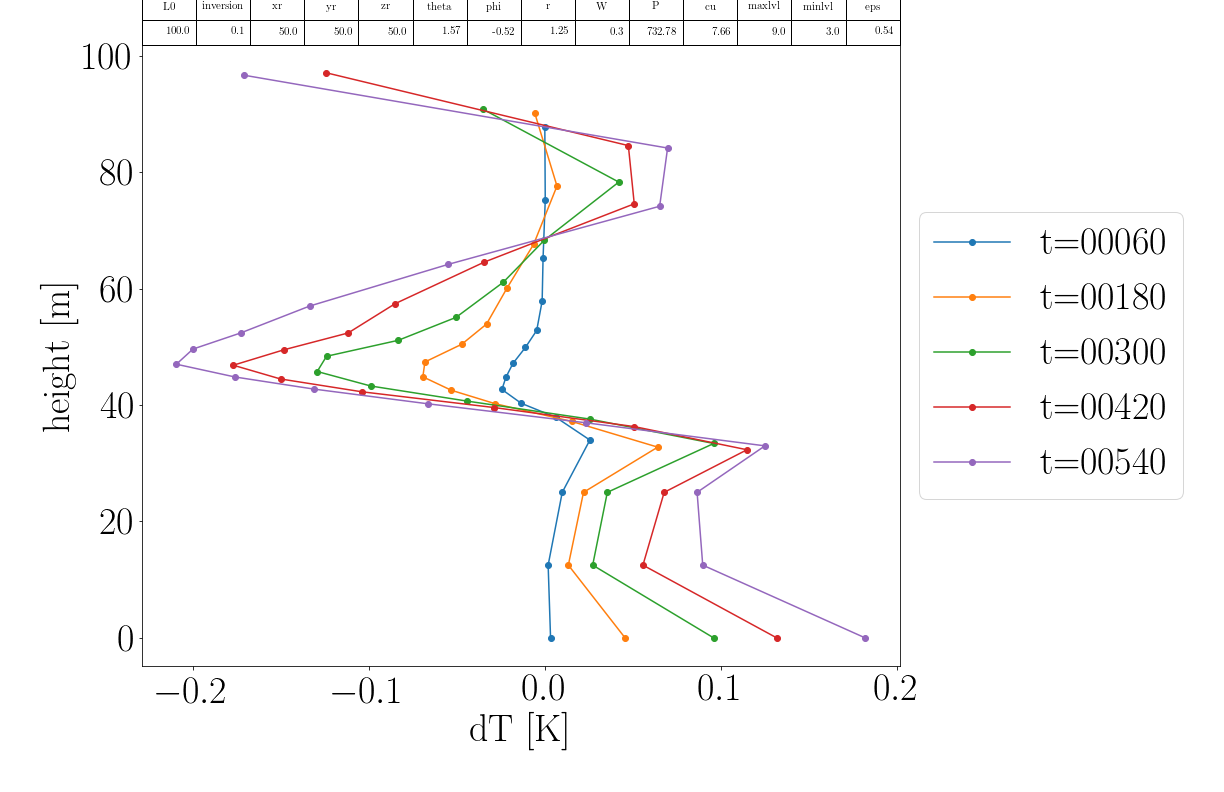 L0 inversion xr yr zr theta phi r W P cu maxlvl minlvl eps
100.0 0.1 50.0 50.0 50.0 1.57 -0.52 1.25 0.3 732.78 7.66 9.0 3.0 0.54
100
80
60
40
20
0
height [m]
−0.2 −0.1 0.0 0.1 0.2
dT [K]
t=00060
t=00180
t=00300
t=00420
t=00540